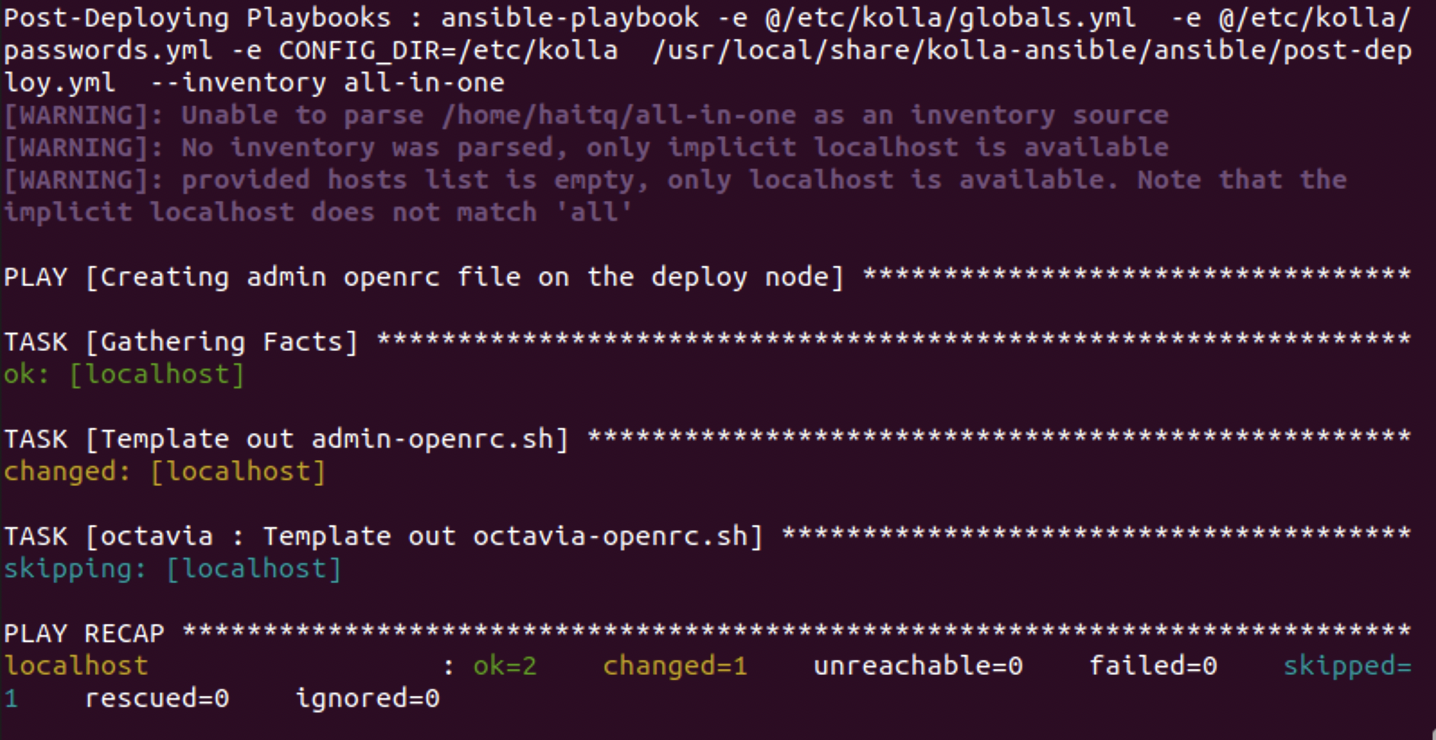 Post-Deploying Playbooks : ansible-playbook -e @/etc/kolla/globals.yml  -e @/etc/kolla/
passwords.yml -e CONFIG_DIR=/etc/kolla  /usr/local/share/kolla-ansible/ansible/post-dep
loy.yml  --inventory all-in-one
[WARNING]: Unable to parse /home/haitq/all-in-one as an inventory source
[WARNING]: No inventory was parsed, only implicit localhost is available
[WARNING]: provided hosts list is empty, only localhost is available. Note that the
implicit localhost does not match 'all'
PLAY [Creating admin openrc file on the deploy node] **********************************
TASK [Gathering Facts] ****************************************************************
ok: [localhost]
TASK [Template out admin-openrc.sh] ***************************************************
changed: [localhost]
TASK [octavia : Template out octavia-openrc.sh] ***************************************
skipping: [localhost]
PLAY RECAP ****************************************************************************
localhost                  : ok=2    changed=1    unreachable=0    failed=0    skipped=
1    rescued=0    ignored=0